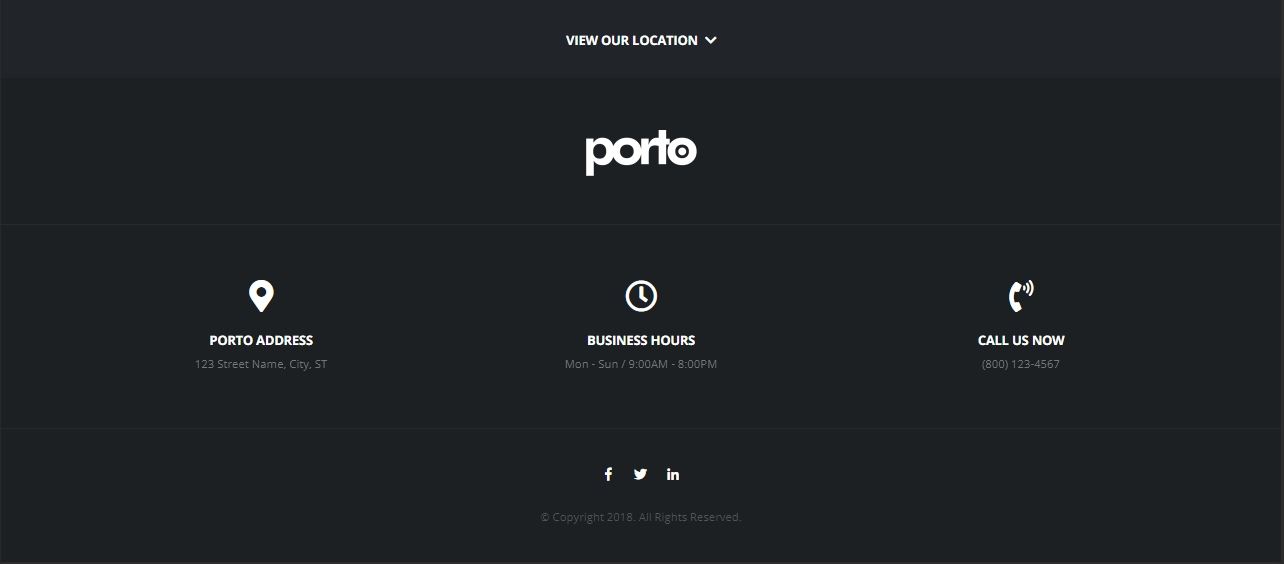 VIEW OUR LOCATION
porto
PORTO ADDRESS
123 Street Name, City, ST
BUSINESS HOURS
Mon - Sun / 9:00AM - 8:00PM
CALL US NOW
(800) 123-4567
© Copyright 2018. All Rights Reserved.